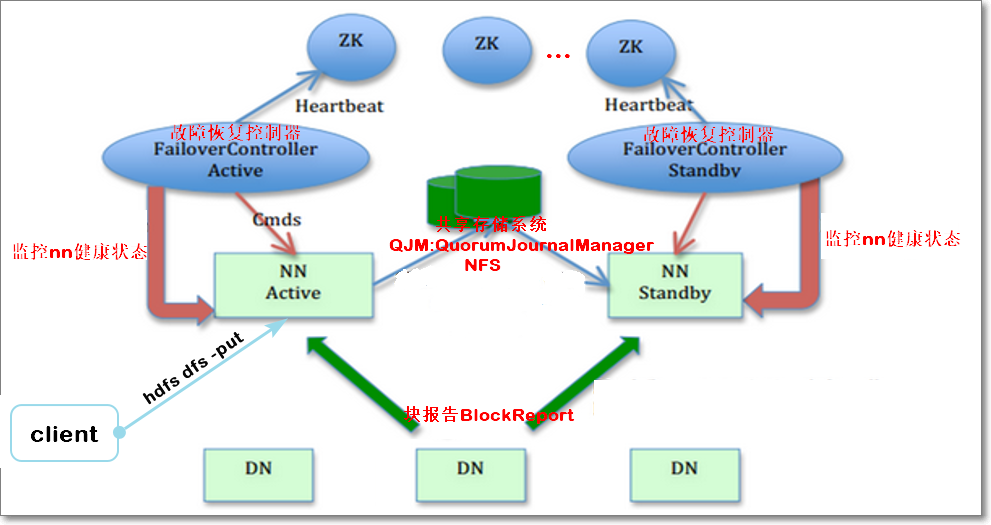 ZK
ZK
...
ZK
Heartbeat
Heartbeat
故障恢复控制器
FailoverController
Active
故障恢复控制器
FailoverController
Standby
Cmds
共享存储系统
QJM:QuorumJournalManager
NFS
监控nn健康状态
监控nn健康状态
NN
Active
NN
Standby
hdfs dfs -put
client
块报告BlockReport
DN
DN
DN